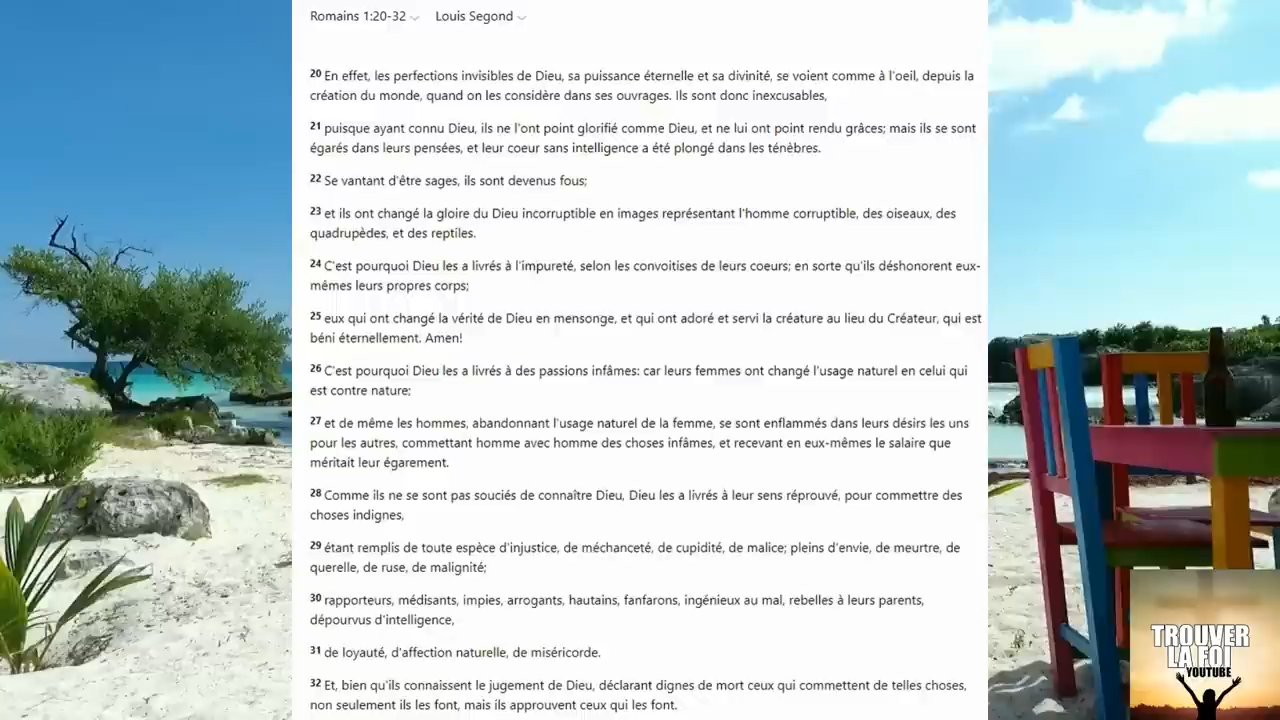 Romains 1:20-32 Louis Segond
20 En effet, les perfections invisibles de Dieu, sa puissance éternelle et sa divinité, se voient comme à l'oeil, depuis la
création du monde, quand on les considère dans ses ouvrages. Ils sont donc inexcusables,
21 puisque ayant connu Dieu, ils ne l'ont point glorifié comme Dieu, et ne lui ont point rendu grâces; mais ils se sont
égarés dans leurs pensées, et leur coeur sans intelligence a été plongé dans les ténèbres.
22 Se vantant d'être sages, ils sont devenus fous;
23 et ils ont changé la gloire du Dieu incorruptible en images représentant l'homme corruptible, des oiseaux, des
quadrupèdes, et des reptiles.
24 C'est pourquoi Dieu les a livrés à l'impureté, selon les convoitises de leurs coeurs; en sorte qu'ils déshonorent eux-
mêmes leurs propres corps;
25 eux qui ont changé la vérité de Dieu en mensonge, et qui ont adoré et servi la créature au lieu du Créateur, qui est
béni éternellement. Amen!
26 C'est pourquoi Dieu les a livrés à des passions infâmes: car leurs femmes ont changé l'usage naturel en celui qui
est contre nature;
27 et de même les hommes, abandonnant l'usage naturel de la femme, se sont enflammés dans leurs désirs les uns
pour les autres, commettant homme avec homme des choses infâmes, et recevant en eux-mêmes le salaire que
méritait leur égarement.
28 Comme ils ne se sont pas souciés de connaître Dieu, Dieu les a livrés à leur sens réprouvé, pour commettre des
choses indignes,
29 étant remplis de toute espèce d'injustice, de méchanceté, de cupidité, de malice; pleins d'envie, de meurtre, de
querelle, de ruse, de malignité;
30 rapporteurs, médisants, impies, arrogants, hautains, fanfarons, ingénieux au mal, rebelles à leurs parents,
dépourvus d'intelligence,
31 de loyauté, d'affection naturelle, de miséricorde.
32 Et, bien qu'ils connaissent le jugement de Dieu, déclarant dignes de mort ceux qui commettent de telles choses,
non seulement ils les font, mais ils approuvent ceux qui les font.
TROUVER
LA FOI
YOUTUBE